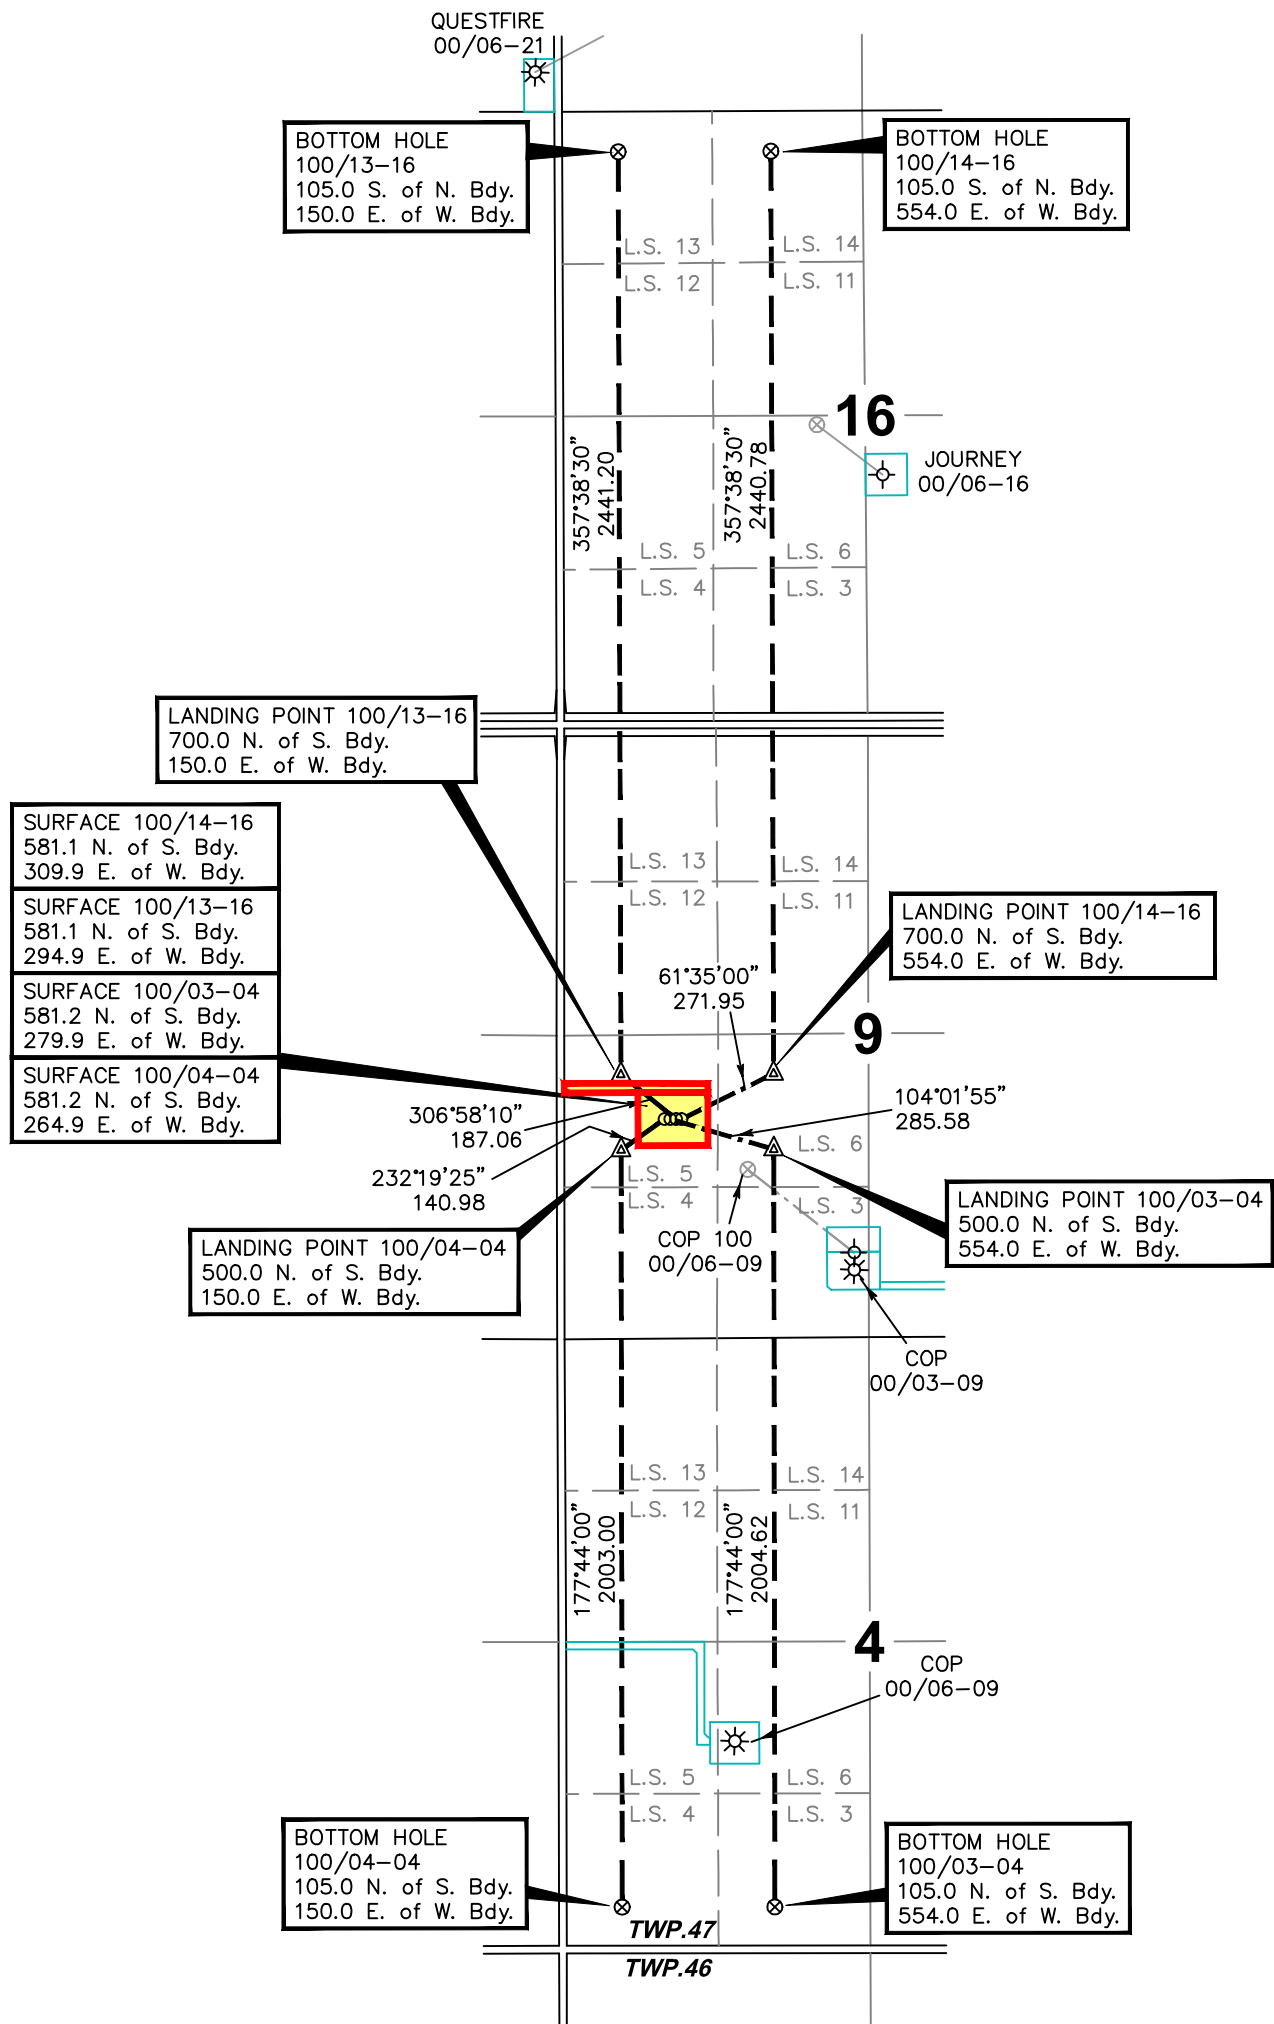 QUESTFIRE
00/06-21
BOTTOM HOLE
100/13-16
105.0 S. of N. Bdy.
150.0 E. of W. Bdy.
BOTTOM HOLE
100/14-16
105.0 S. of N. Bdy.
554.0 E. of W. Bdy.
L.S. 13
L.S. 14
L.S. 12
L.S. 11
16
357°38'30"
2441.20
357°38'30"
2440.78
JOURNEY
00/06-16
L.S. 5
L.S. 6
L.S. 4
L.S. 3
LANDING POINT 100/13-16
700.0 N. of S. Bdy.
150.0 E. of W. Bdy.
SURFACE 100/14-16
581.1 N. of S. Bdy.
309.9 E. of W. Bdy.
SURFACE 100/13-16
581.1 N. of S. Bdy.
294.9 E. of W. Bdy.
SURFACE 100/03-04
581.2 N. of S. Bdy.
279.9 E. of W. Bdy.
SURFACE 100/04-04
581.2 N. of S. Bdy.
264.9 E. of W. Bdy.
L.S. 13
L.S. 14
L.S. 12
L.S. 11
LANDING POINT 100/14-16
700.0 N. of S. Bdy.
554.0 E. of W. Bdy.
61°35'00"
271.95
9
306°58'10"
187.06
104°01'55"
285.58
232°19'25"
140.98
L.S. 6
L.S. 5
L.S. 4
L.S. 3
COP 100
00/06-09
LANDING POINT 100/03-04
500.0 N. of S. Bdy.
554.0 E. of W. Bdy.
LANDING POINT 100/04-04
500.0 N. of S. Bdy.
150.0 E. of W. Bdy.
COP
00/03-09
L.S. 13
L.S. 14
L.S. 12
L.S. 11
177°44'00"
2003.00
177°44'00"
2004.62
4
COP
00/06-09
L.S. 5
L.S. 6
L.S. 4
L.S. 3
BOTTOM HOLE
100/04-04
105.0 N. of S. Bdy.
150.0 E. of W. Bdy.
BOTTOM HOLE
100/03-04
105.0 N. of S. Bdy.
554.0 E. of W. Bdy.
TWP.47
TWP.46